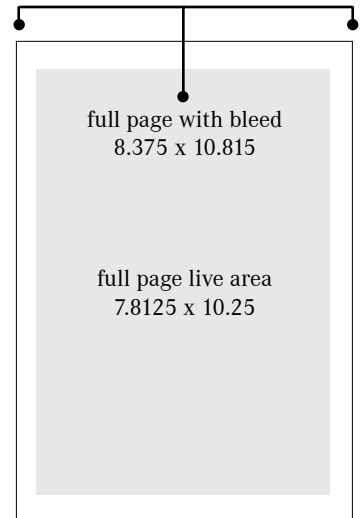 full page with bleed
8.375 x 10.815
full page live area
7.8125 x 10.25